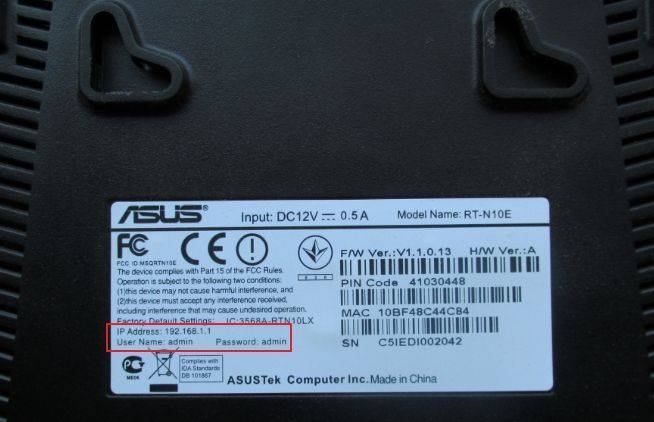 ASUS®
Input: DC12V ⎓ 0.5A
Model Name: RT-N10E
FC CE
FCC ID:MSQRTN10E
The device complies with Part 15 of the FCC Rules.
Operation is subject to the following two conditions:
(1)this device may not cause harmful interference, and
(2)this device must accept any interference received,
including interference that may cause undesired operation.
Factory Default Settings: IC:3568A-RTN10LX
IP Address: 192.168.1.1
User Name: admin Password: admin
F/W Ver.:V1.1.0.13 H/W Ver.:A
PIN Code 41030448
MAC 10BF48C44C84
SN C5IEDI002042
Complies with
IDA Standards
DB 101867
ASUSTek Computer Inc. Made in China